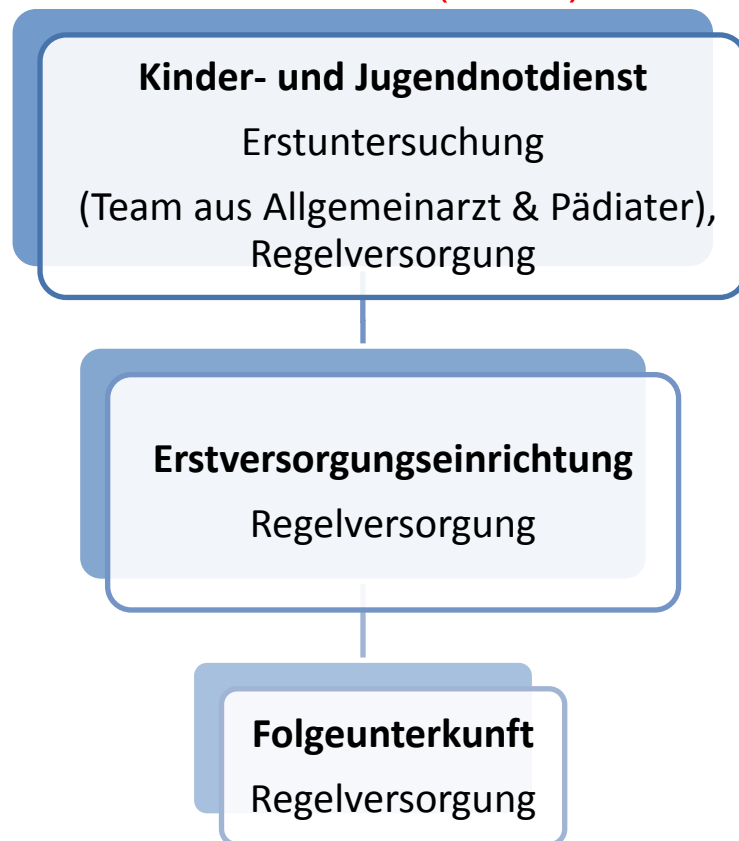 Kinder- und Jugendnotdienst
Erstuntersuchung
(Team aus Allgemeinarzt & Pädiater),
Regelversorgung
Erstversorgungseinrichtung
Regelversorgung
Folgeunterkunft
Regelversorgung